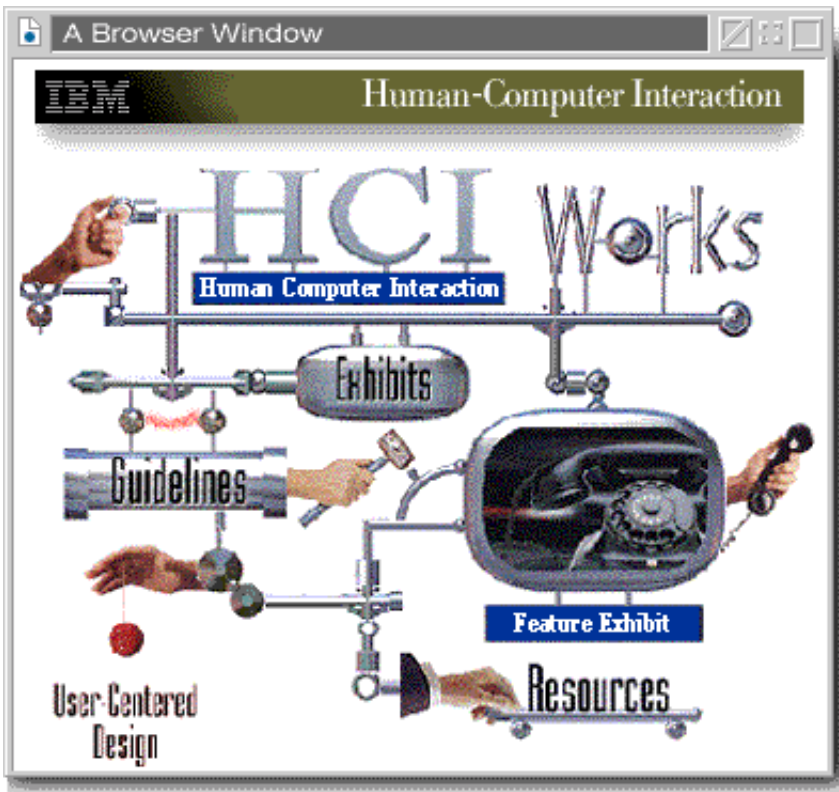 A Browser Window
IBM Human-Computer Interaction
HCI Works
Human Computer Interaction
Exhibits
Guidelines
Feature Exhibit
Resources
User-Centered
Design